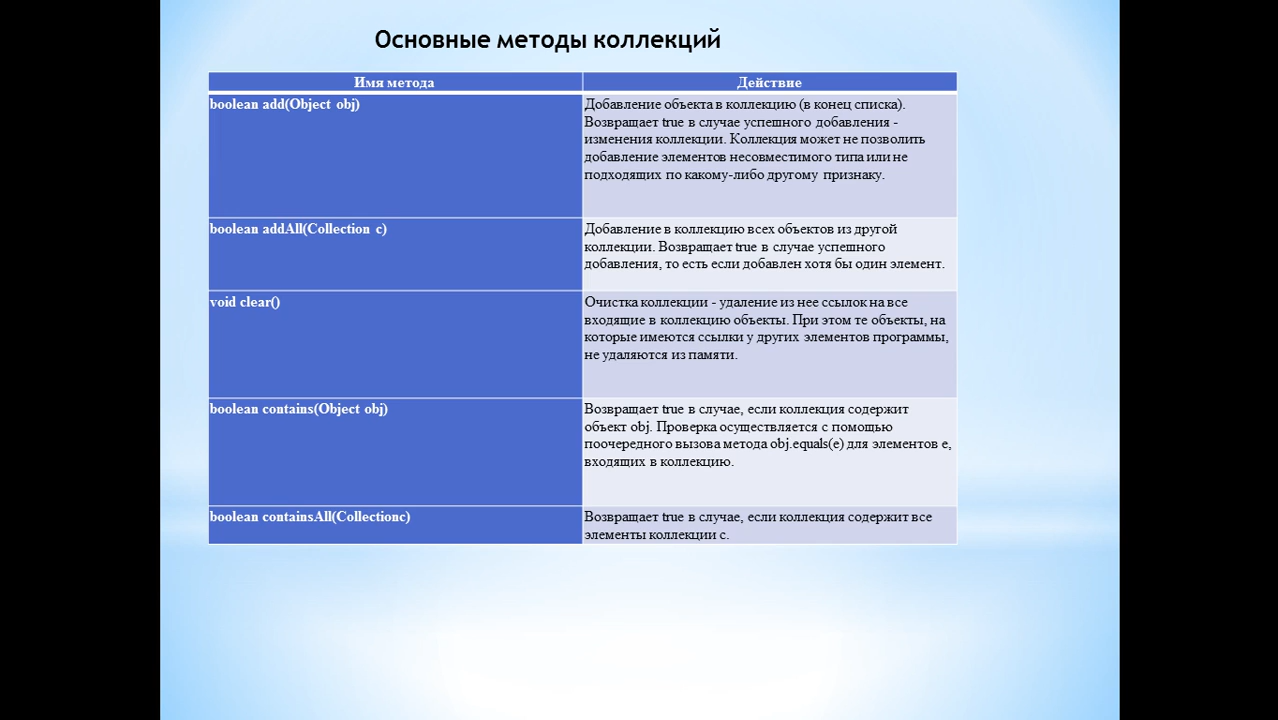 Основные методы коллекций
Имя метода
Действие
boolean add(Object obj)
Добавление объекта в коллекцию (в конец списка).
Возвращает true в случае успешного добавления -
изменения коллекции. Коллекция может не позволить
добавление элементов несовместимого типа или не
подходящих по какому-либо другому признаку.
boolean addAll(Collection c)
Добавление в коллекцию всех объектов из другой
коллекции. Возвращает true в случае успешного
добавления, то есть если добавлен хотя бы один элемент.
void clear()
Очистка коллекции - удаление из нее ссылок на все
входящие в коллекцию объекты. При этом те объекты, на
которые имеются ссылки у других элементов программы,
не удаляются из памяти.
boolean contains(Object obj)
Возвращает true в случае, если коллекция содержит
объект obj. Проверка осуществляется с помощью
поочередного вызова метода obj.equals(e) для элементов e,
входящих в коллекцию.
boolean containsAll(Collectionc)
Возвращает true в случае, если коллекция содержит все
элементы коллекции c.